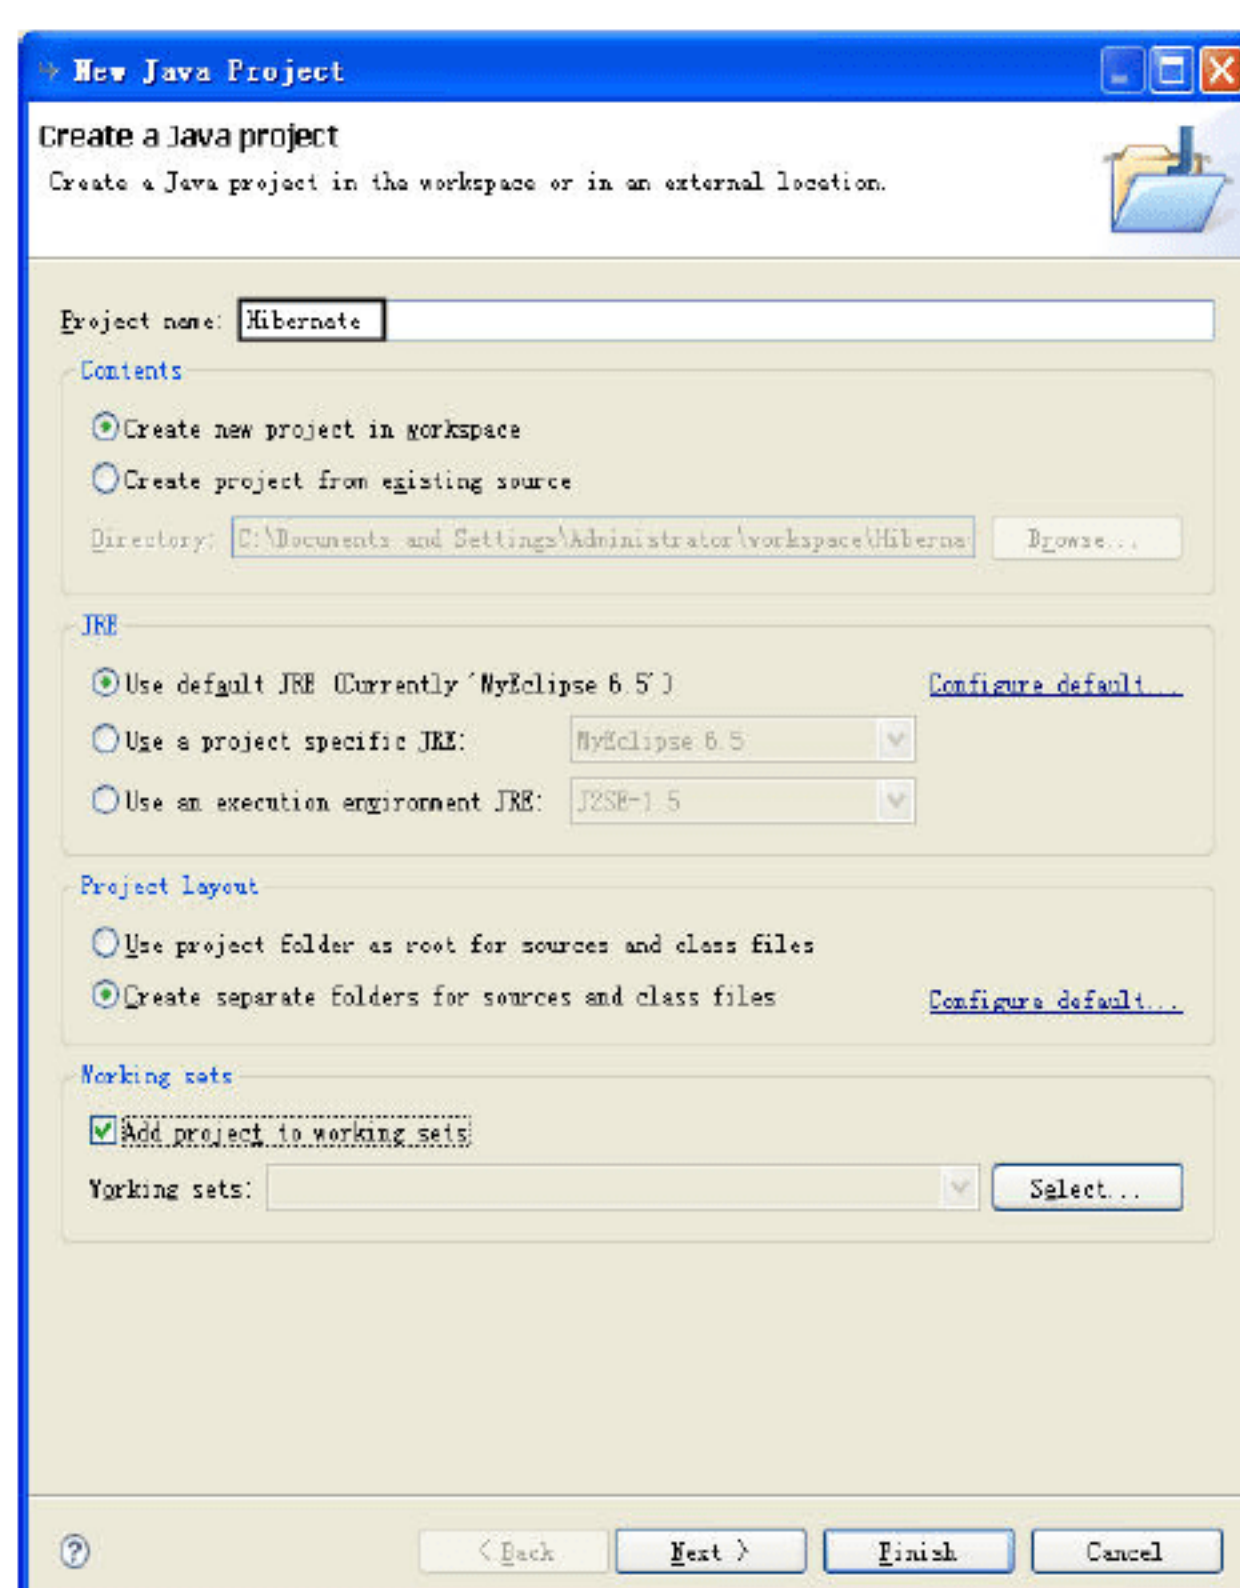 New Java Project
Create a Java project
Create a Java project in the workspace or in an external location.
Project name: Hibernate
Contents
Create new project in workspace
Create project from existing source
Directory: C:\Documents and Settings\Administrator\workspace\Hiberna Browse...
JRE
Use default JRE (Currently 'MyEclipse 6.5') Configure default...
Use a project specific JRE: MyEclipse 6.5
Use an execution environment JRE: J2SE-1.5
Project layout
Use project folder as root for sources and class files
Create separate folders for sources and class files Configure default...
Working sets
Add project to working sets
Working sets: Select...
< Back Next > Finish Cancel